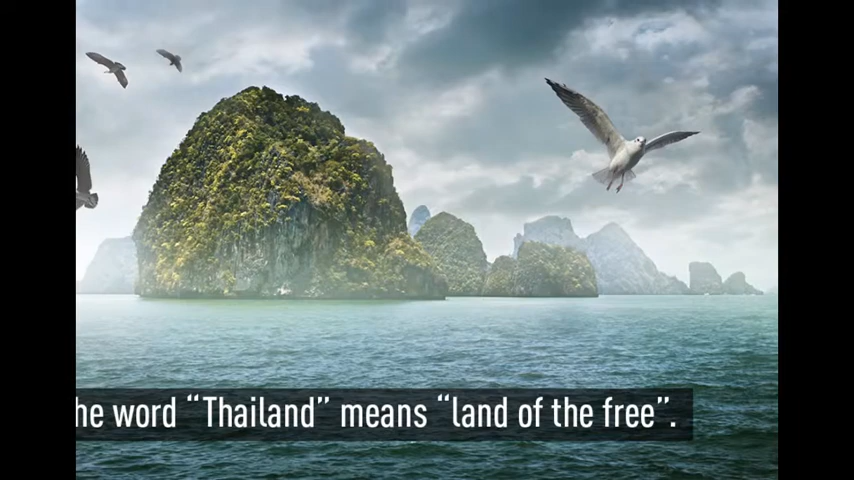 he word “Thailand” means “land of the free”.